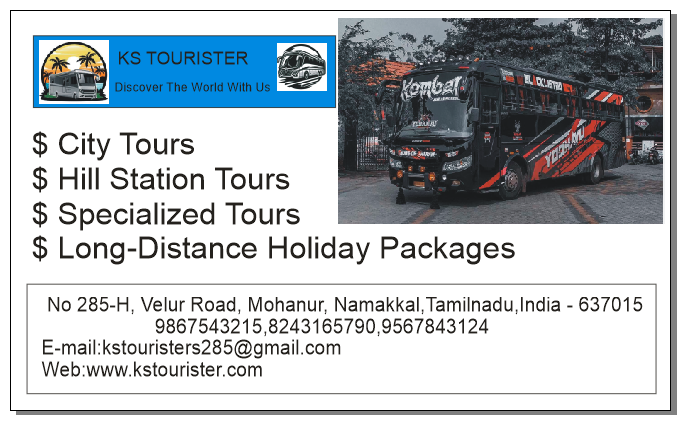 KS TOURISTER
Discover The World With Us
Komban
YODHAVU
$ City Tours
$ Hill Station Tours
$ Specialized Tours
$ Long-Distance Holiday Packages
No 285-H, Velur Road, Mohanur, Namakkal,Tamilnadu,India - 637015
9867543215,8243165790,9567843124
E-mail:kstouristers285@gmail.com
Web:www.kstourister.com